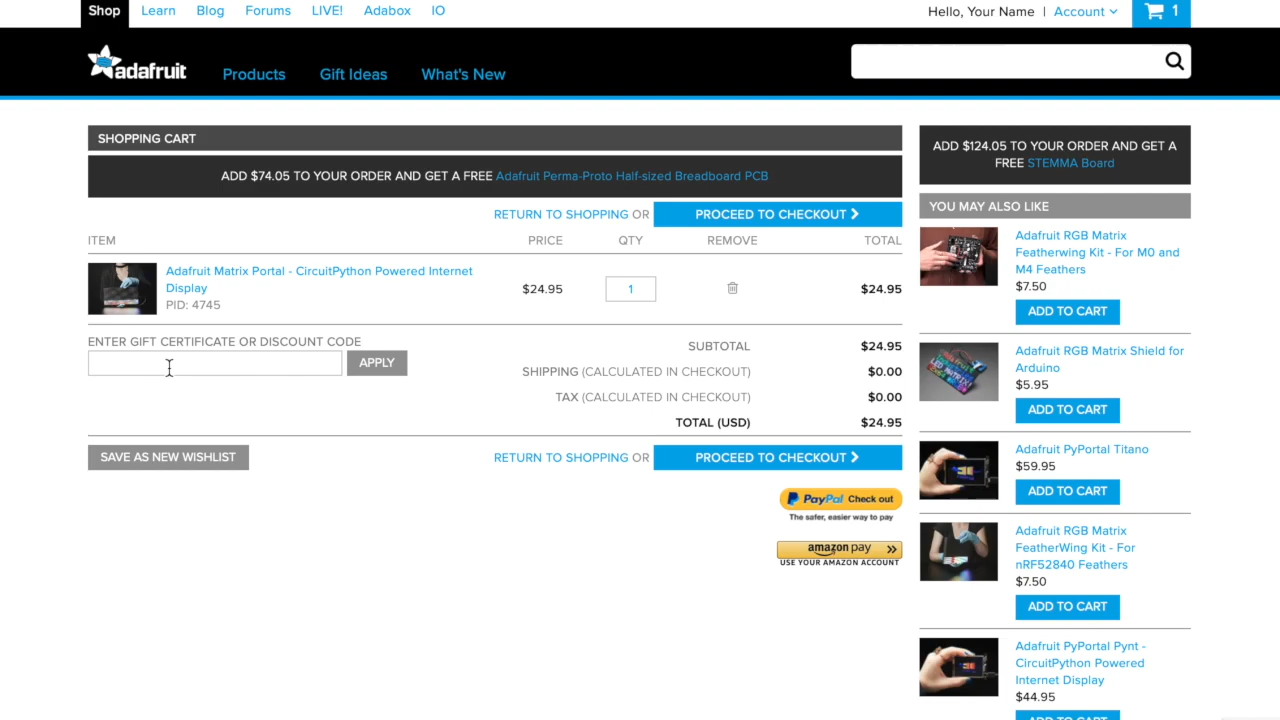 Shop Learn Blog Forums LIVE! Adabox IO
Hello, Your Name | Account 1
adafruit Products Gift Ideas What's New
SHOPPING CART
ADD $74.05 TO YOUR ORDER AND GET A FREE Adafruit Perma-Proto Half-sized Breadboard PCB
RETURN TO SHOPPING OR PROCEED TO CHECKOUT
ITEM PRICE QTY REMOVE TOTAL
Adafruit Matrix Portal - CircuitPython Powered Internet
Display
PID: 4745
$24.95 1 $24.95
ENTER GIFT CERTIFICATE OR DISCOUNT CODE
APPLY
SUBTOTAL $24.95
SHIPPING (CALCULATED IN CHECKOUT) $0.00
TAX (CALCULATED IN CHECKOUT) $0.00
TOTAL (USD) $24.95
SAVE AS NEW WISHLIST
RETURN TO SHOPPING OR PROCEED TO CHECKOUT
PayPal Check out
The safer, easier way to pay
amazon pay
USE YOUR AMAZON ACCOUNT
ADD $124.05 TO YOUR ORDER AND GET A
FREE STEMMA Board
YOU MAY ALSO LIKE
Adafruit RGB Matrix
Featherwing Kit - For M0 and
M4 Feathers
$7.50
ADD TO CART
Adafruit RGB Matrix Shield for
Arduino
$5.95
ADD TO CART
Adafruit PyPortal Titano
$59.95
ADD TO CART
Adafruit RGB Matrix
FeatherWing Kit - For
nRF52840 Feathers
$7.50
ADD TO CART
Adafruit PyPortal Pynt -
CircuitPython Powered
Internet Display
$44.95
ADD TO CART